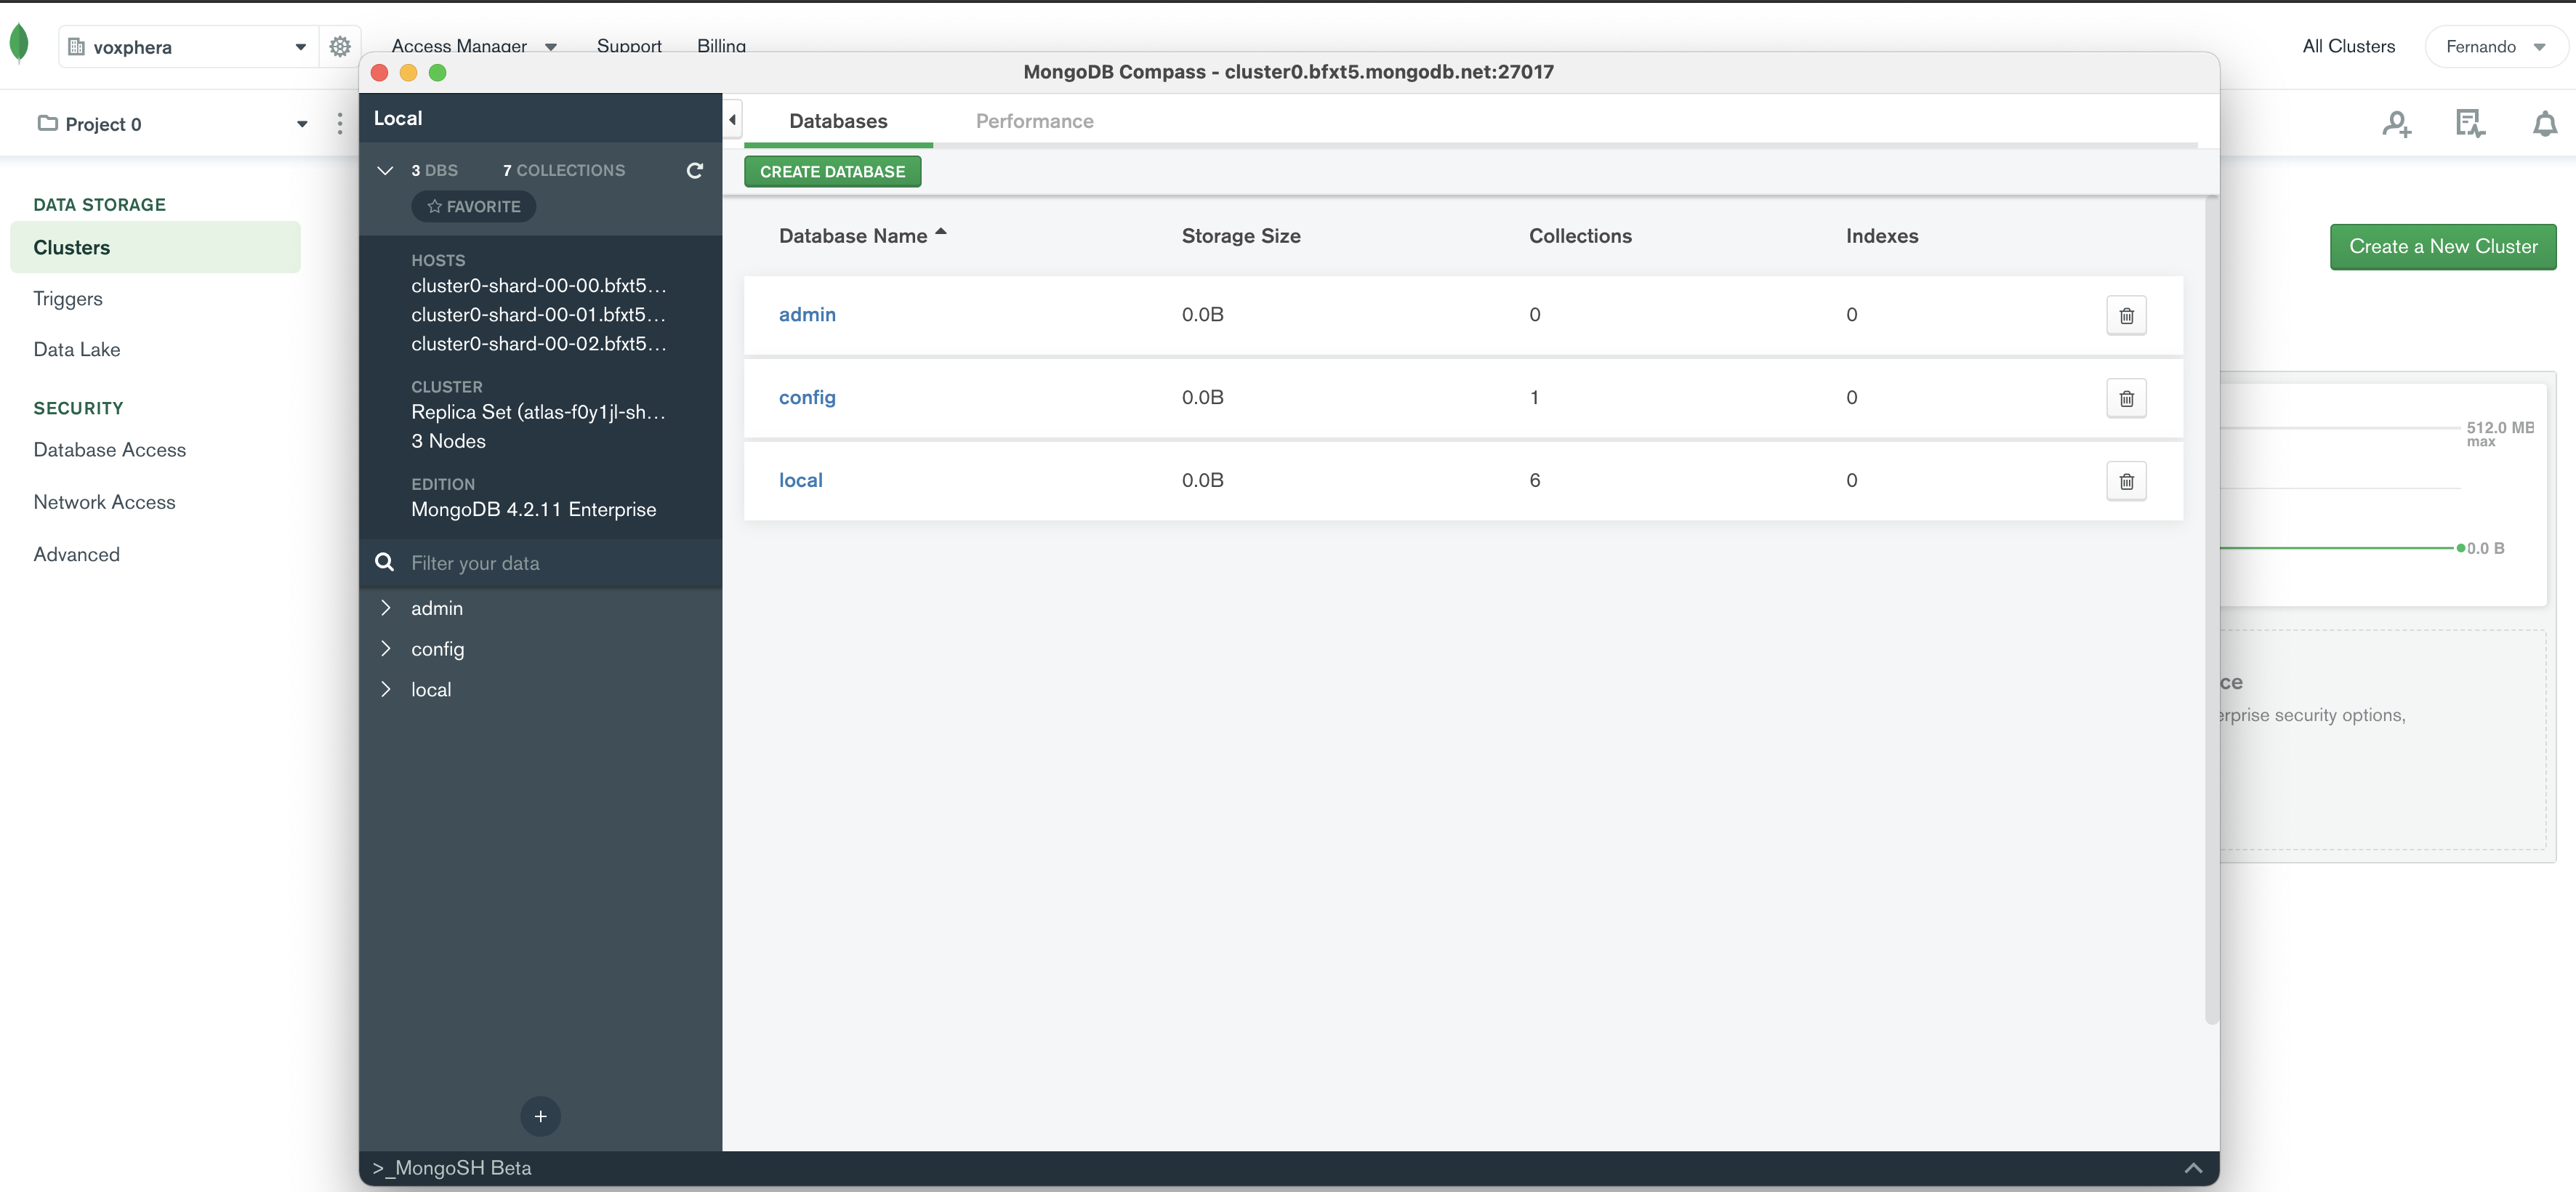 voxphera
Access Manager
Support
Billing
All Clusters
Fernando
MongoDB Compass - cluster0.bfxt5.mongodb.net:27017
Project 0
DATA STORAGE
Clusters
Triggers
Data Lake
SECURITY
Database Access
Network Access
Advanced
Local
3 DBS
7 COLLECTIONS
FAVORITE
HOSTS
cluster0-shard-00-00.bfxt5...
cluster0-shard-00-01.bfxt5...
cluster0-shard-00-02.bfxt5...
CLUSTER
Replica Set (atlas-f0y1jl-sh...
3 Nodes
EDITION
MongoDB 4.2.11 Enterprise
Filter your data
admin
config
local
>_MongoSH Beta
Databases
Performance
CREATE DATABASE
Database Name
Storage Size
Collections
Indexes
admin
0.0B
0
0
config
0.0B
1
0
local
0.0B
6
0
Create a New Cluster
512.0 MB
max
0.0 B
ce
erprise security options,